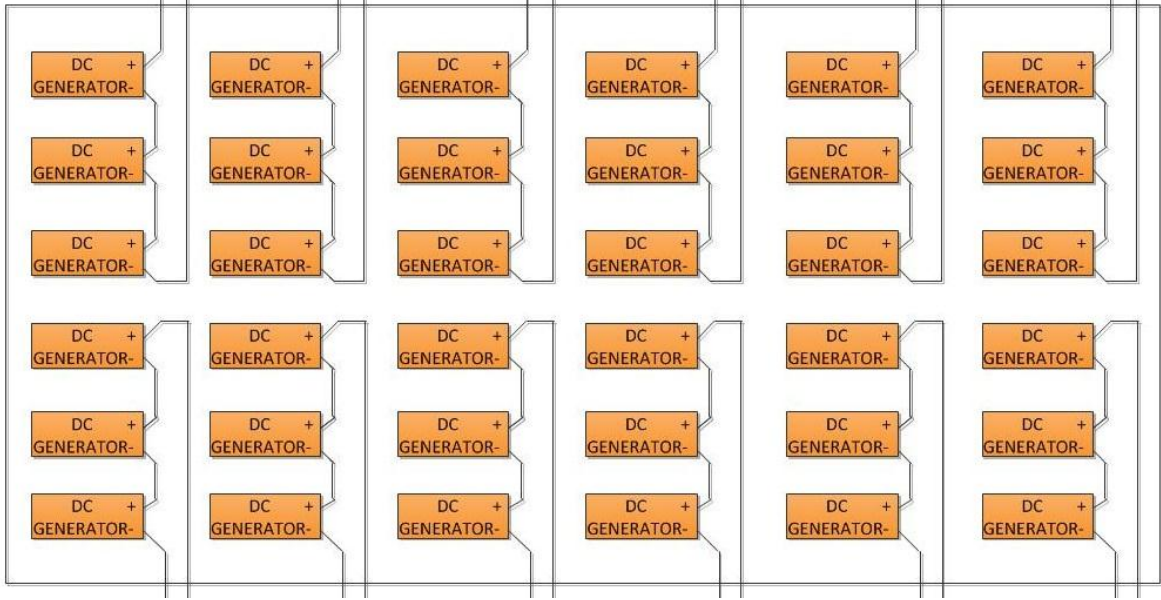 DC +
GENERATOR-
DC +
GENERATOR-
DC +
GENERATOR-
DC +
GENERATOR-
DC +
GENERATOR-
DC +
GENERATOR-
DC +
GENERATOR-
DC +
GENERATOR-
DC +
GENERATOR-
DC +
GENERATOR-
DC +
GENERATOR-
DC +
GENERATOR-
DC +
GENERATOR-
DC +
GENERATOR-
DC +
GENERATOR-
DC +
GENERATOR-
DC +
GENERATOR-
DC +
GENERATOR-
DC +
GENERATOR-
DC +
GENERATOR-
DC +
GENERATOR-
DC +
GENERATOR-
DC +
GENERATOR-
DC +
GENERATOR-
DC +
GENERATOR-
DC +
GENERATOR-
DC +
GENERATOR-
DC +
GENERATOR-
DC +
GENERATOR-
DC +
GENERATOR-
DC +
GENERATOR-
DC +
GENERATOR-
DC +
GENERATOR-
DC +
GENERATOR-
DC +
GENERATOR-
DC +
GENERATOR-